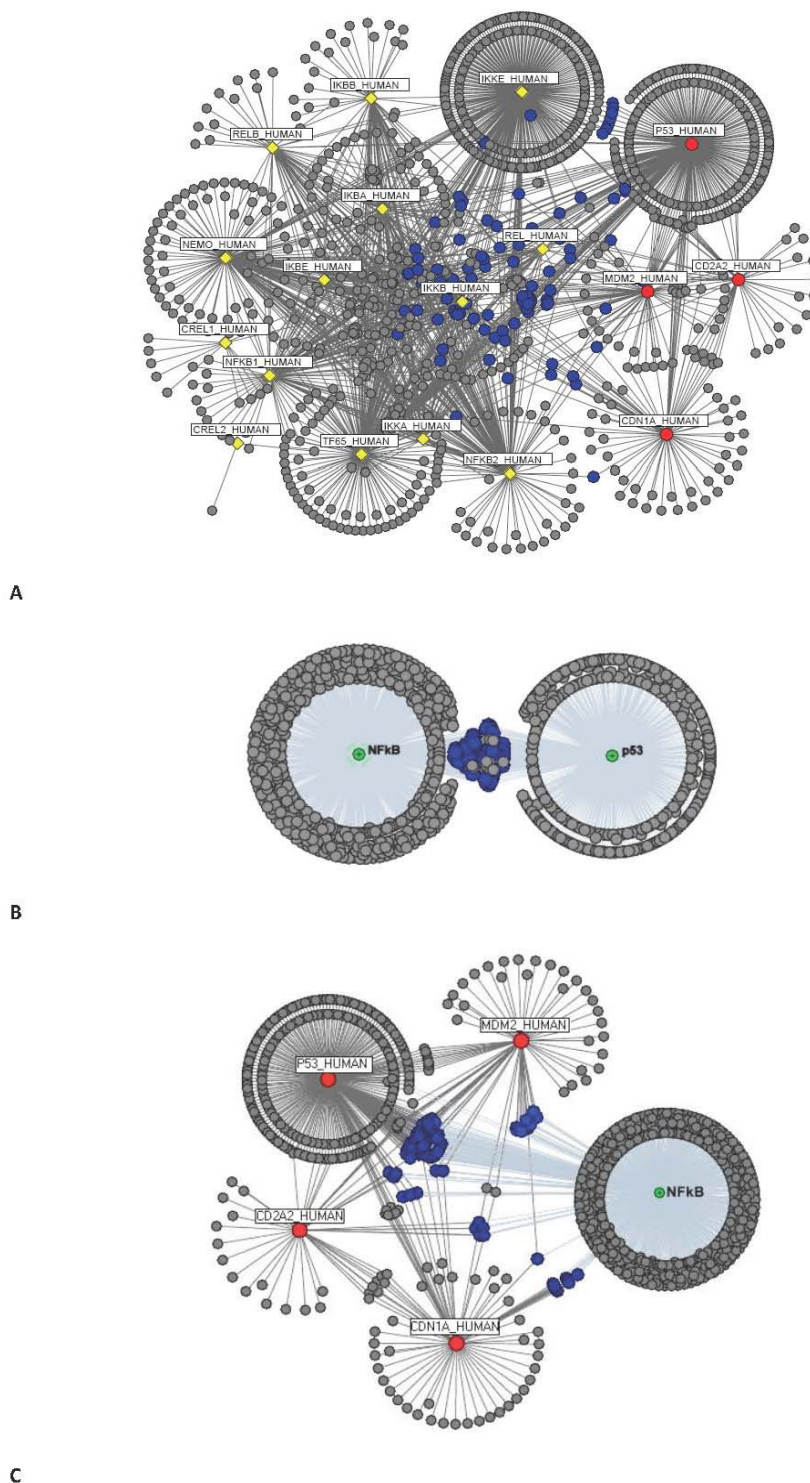 IKBB_HUMAN
IKKE_HUMAN
P53_HUMAN
RELB_HUMAN
IKBA_HUMAN
REL_HUMAN
NEMO_HUMAN
IKBE_HUMAN
CD2A2_HUMAN
MDM2_HUMAN
IKKB_HUMAN
CREL1_HUMAN
NFKB1_HUMAN
CREL2_HUMAN
IKKA_HUMAN
CDN1A_HUMAN
TF65_HUMAN
NFKB2_HUMAN
A
NFkB
p53
B
MDM2_HUMAN
P53_HUMAN
NFkB
CD2A2_HUMAN
CDN1A_HUMAN
C